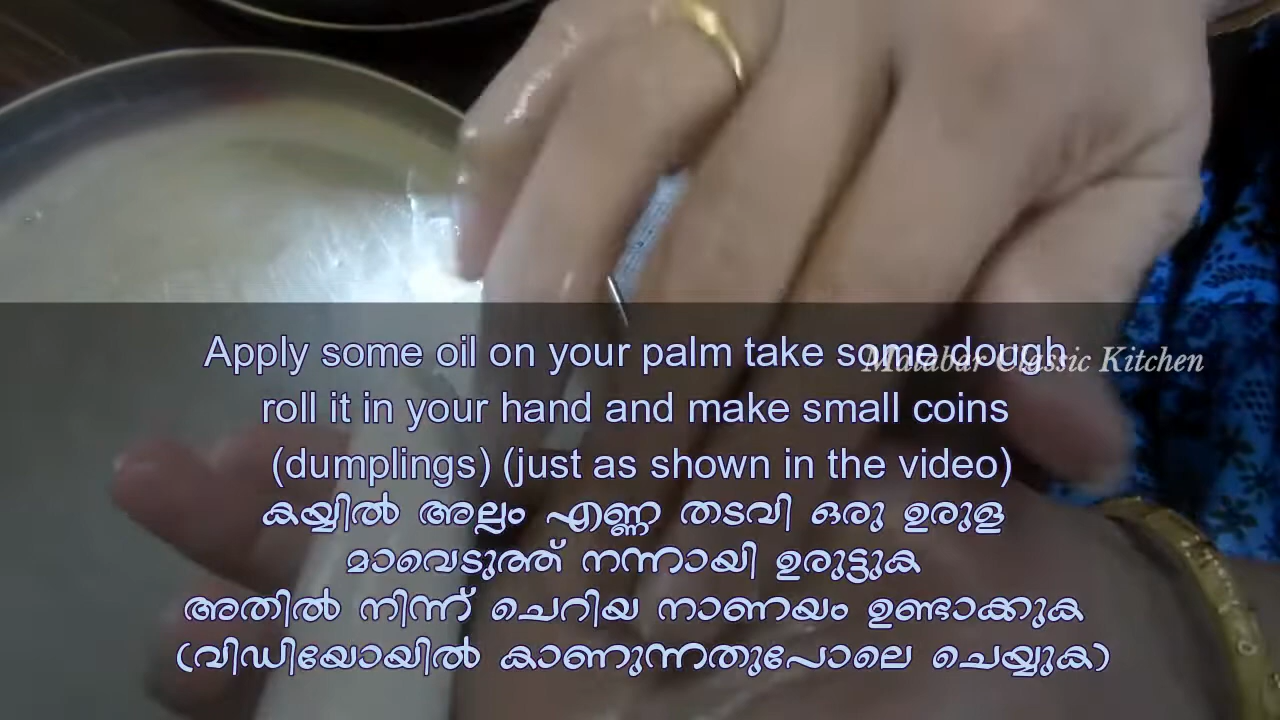 Apply some oil on your palm take some dough
Malabar Classic Kitchen
roll it in your hand and make small coins
(dumplings) (just as shown in the video)
കയ്യിൽ അല്പം എണ്ണ തടവി ഒരു ഉരുള
മാവെടുത്ത് നന്നായി ഉരുട്ടുക
അതിൽ നിന്ന് ചെറിയ നാണയം ഉണ്ടാക്കുക
(വിഡിയോയിൽ കാണുന്നതുപോലെ ചെയ്യുക)